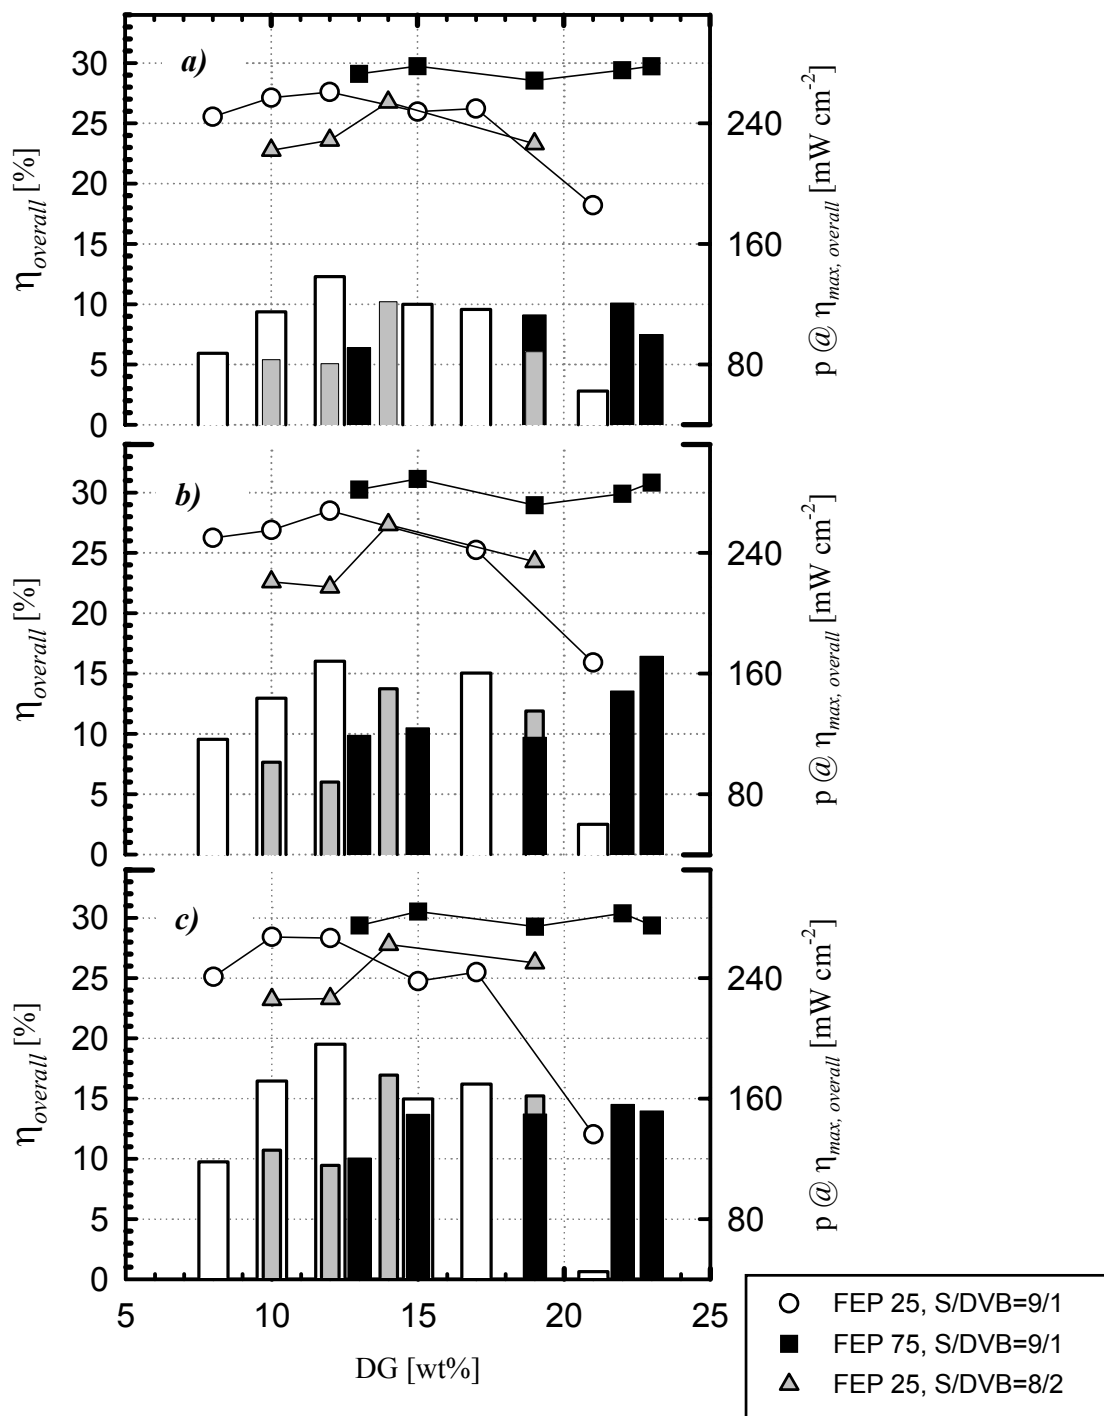 a)
30
25
20
15
10
5
0
η_overall [%]
240
160
80
p @ η_max, overall [mW cm⁻²]
b)
30
25
20
15
10
5
0
η_overall [%]
240
160
80
p @ η_max, overall [mW cm⁻²]
c)
30
25
20
15
10
5
0
η_overall [%]
240
160
80
p @ η_max, overall [mW cm⁻²]
5 10 15 20 25
DG [wt%]
FEP 25, S/DVB=9/1
FEP 75, S/DVB=9/1
FEP 25, S/DVB=8/2